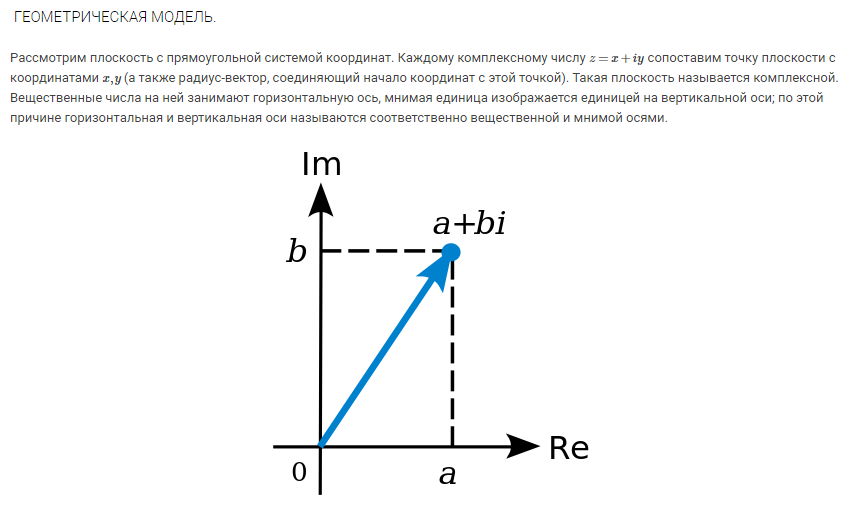 ГЕОМЕТРИЧЕСКАЯ МОДЕЛЬ.
Рассмотрим плоскость с прямоугольной системой координат. Каждому комплексному числу z = x + iy сопоставим точку плоскости с
координатами x, y (а также радиус-вектор, соединяющий начало координат с этой точкой). Такая плоскость называется комплексной.
Вещественные числа на ней занимают горизонтальную ось, мнимая единица изображается единицей на вертикальной оси; по этой
причине горизонтальная и вертикальная оси называются соответственно вещественной и мнимой осями.
Im
a+bi
b
Re
0
a